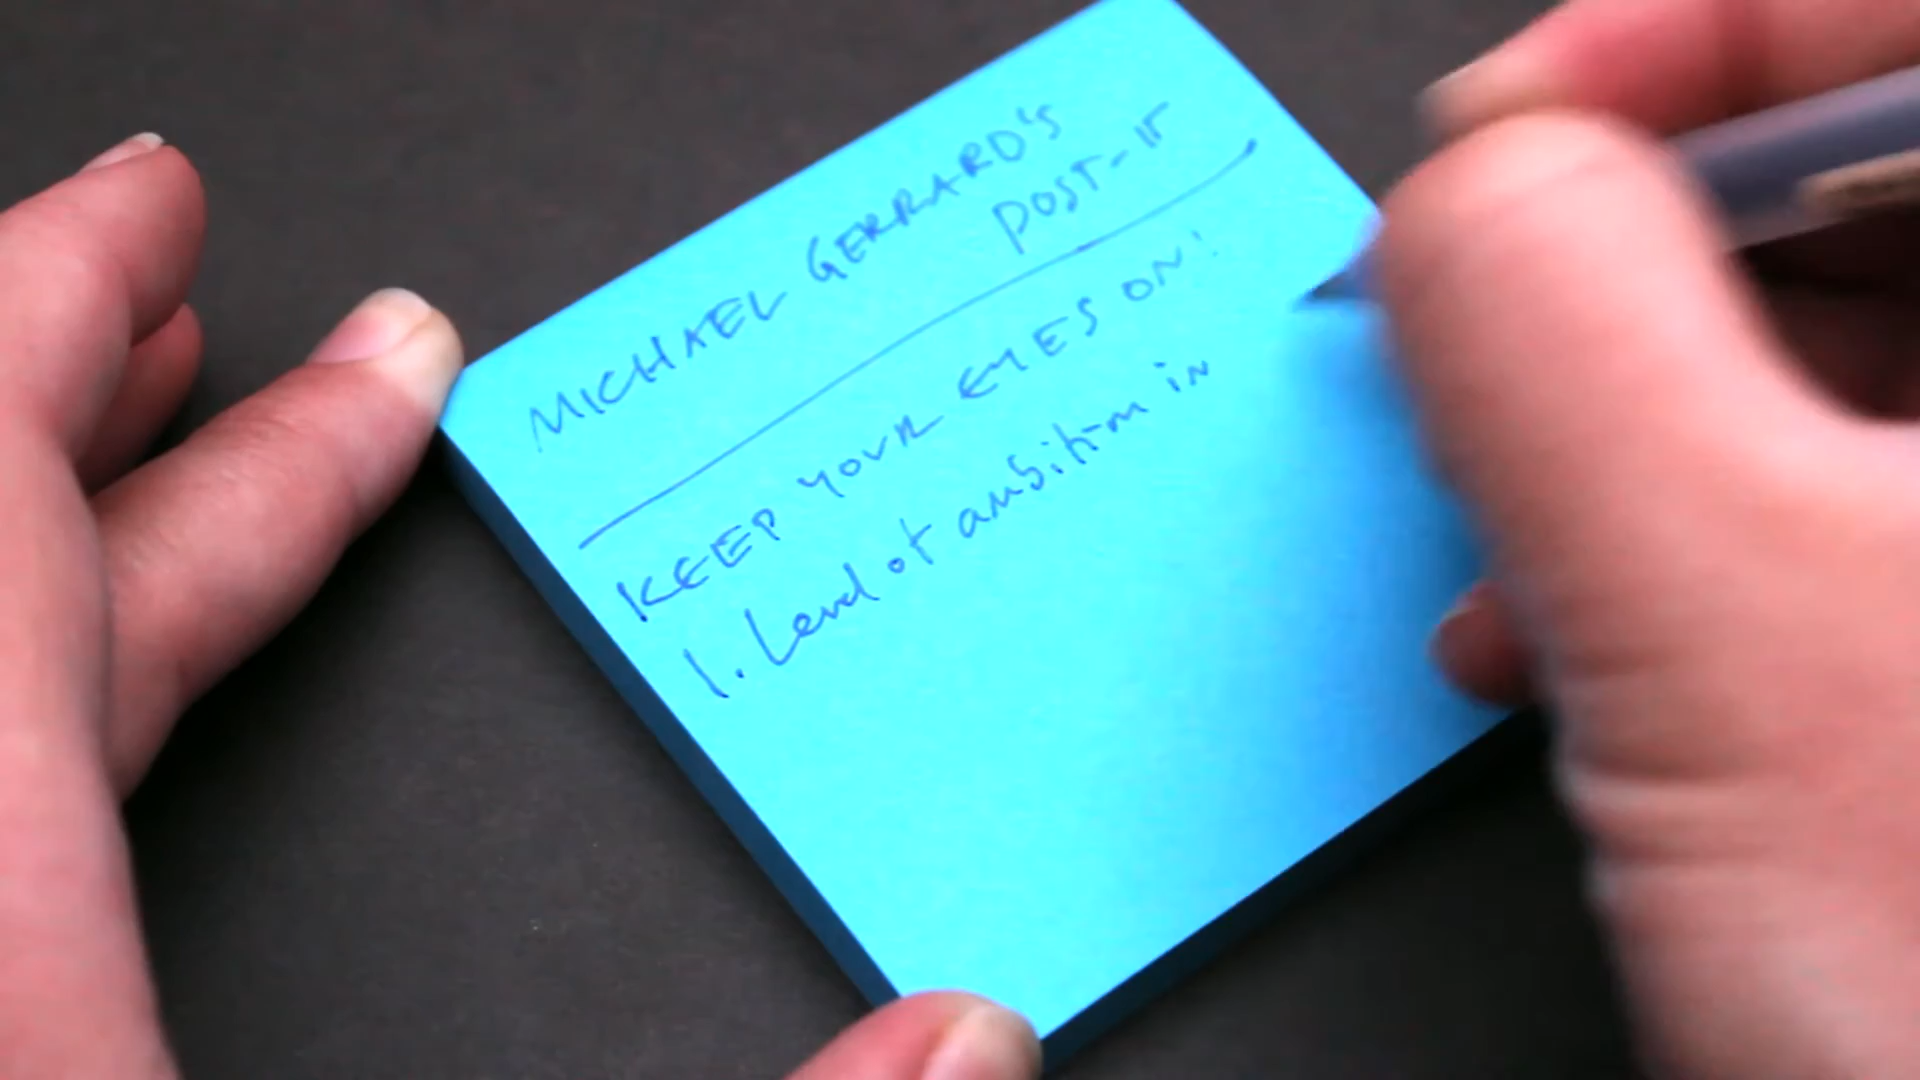 MICHAEL GERRARD'S
POST-IT
KEEP YOUR EYES ON:
1. Level of ambition in